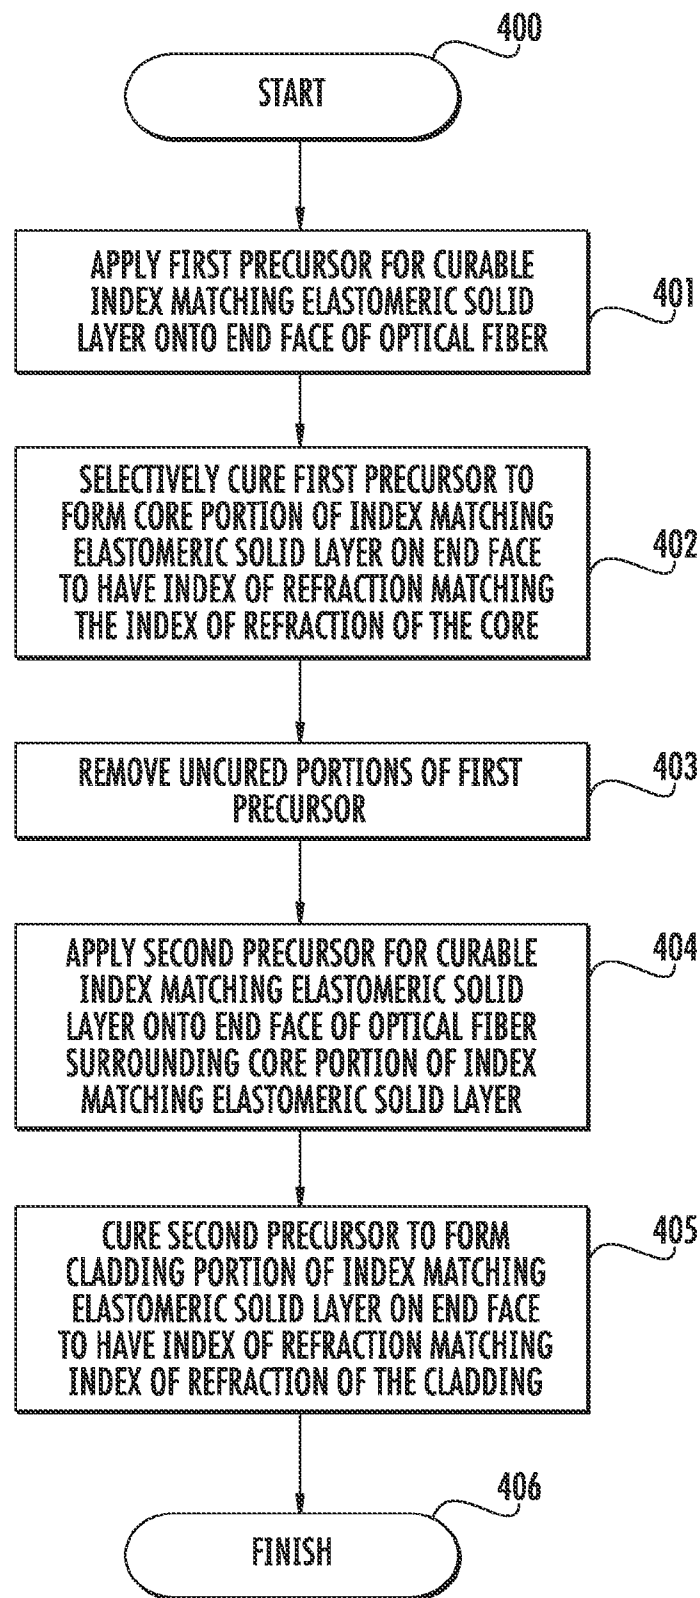 400
START
APPLY FIRST PRECURSOR FOR CURABLE
INDEX MATCHING ELASTOMERIC SOLID
LAYER ONTO END FACE OF OPTICAL FIBER
401
SELECTIVELY CURE FIRST PRECURSOR TO
FORM CORE PORTION OF INDEX MATCHING
ELASTOMERIC SOLID LAYER ON END FACE
TO HAVE INDEX OF REFRACTION MATCHING
THE INDEX OF REFRACTION OF THE CORE
402
REMOVE UNCURED PORTIONS OF FIRST
PRECURSOR
403
APPLY SECOND PRECURSOR FOR CURABLE
INDEX MATCHING ELASTOMERIC SOLID
LAYER ONTO END FACE OF OPTICAL FIBER
SURROUNDING CORE PORTION OF INDEX
MATCHING ELASTOMERIC SOLID LAYER
404
CURE SECOND PRECURSOR TO FORM
CLADDING PORTION OF INDEX MATCHING
ELASTOMERIC SOLID LAYER ON END FACE
TO HAVE INDEX OF REFRACTION MATCHING
INDEX OF REFRACTION OF THE CLADDING
405
406
FINISH